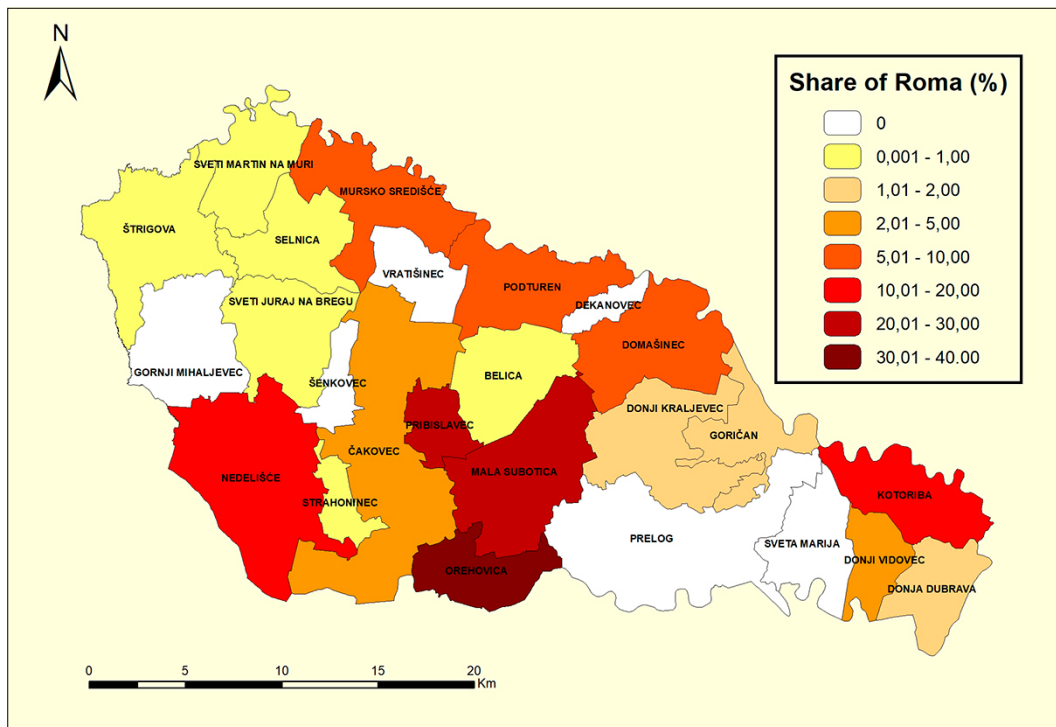 N
Share of Roma (%)
0
0,001 - 1,00
1,01 - 2,00
2,01 - 5,00
5,01 - 10,00
10,01 - 20,00
20,01 - 30,00
30,01 - 40.00
SVETI MARTIN NA MURI
MURSKO SREDIŠĆE
ŠTRIGOVA
SELNICA
VRATIŠINEC
PODTUREN
SVETI JURAJ NA BREGU
DEKANOVEC
DOMAŠINEC
GORNJI MIHALJEVEC
ŠENKOVEC
BELICA
DONJI KRALJEVEC
PRIBISLAVEC
GORIČAN
ČAKOVEC
MALA SUBOTICA
NEDELIŠĆE
KOTORIBA
STRAHONINEC
PRELOG
SVETA MARIJA
DONJI VIDOVEC
OREHOVICA
DONJA DUBRAVA
0 5 10 15 20
Km